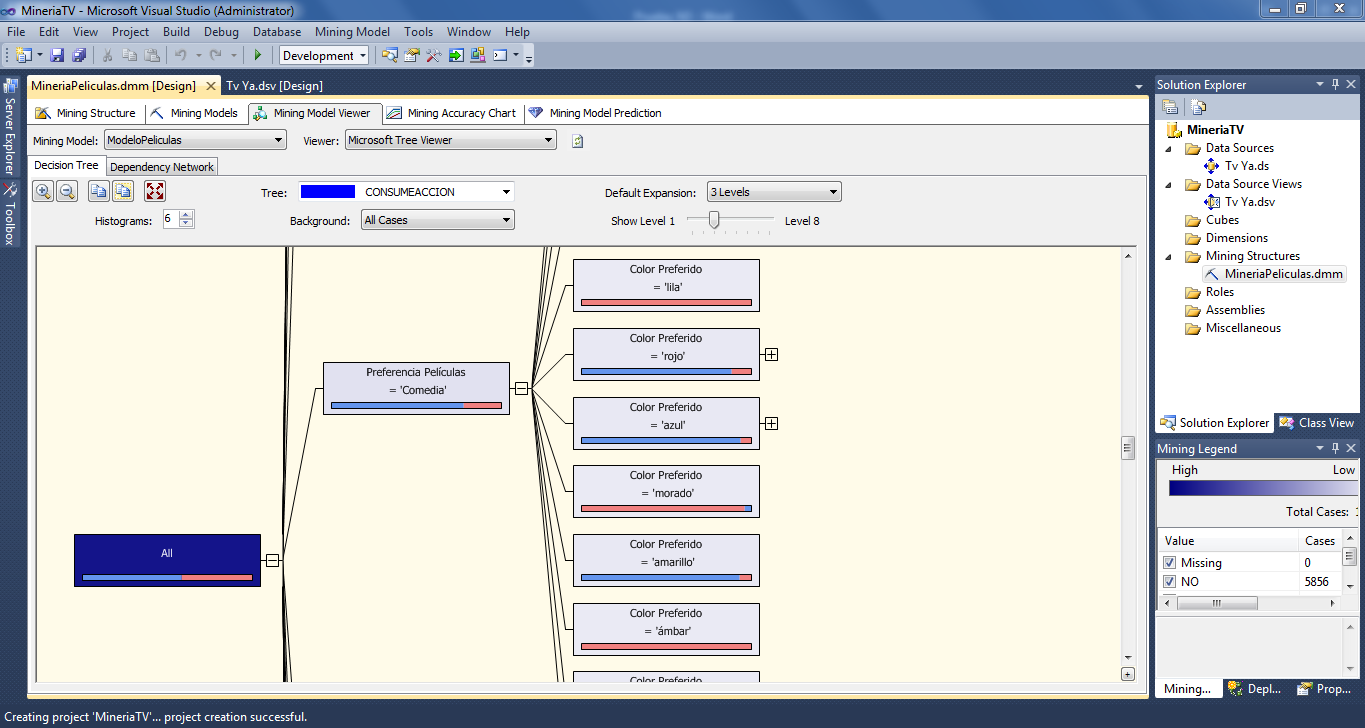 MineriaTV - Microsoft Visual Studio (Administrator)
File Edit View Project Build Debug Database Mining Model Tools Window Help
Development
Server Explorer
Toolbox
MineriaPeliculas.dmm [Design] Tv Ya.dsv [Design]
Mining Structure Mining Models Mining Model Viewer Mining Accuracy Chart Mining Model Prediction
Mining Model: ModeloPeliculas Viewer: Microsoft Tree Viewer
Decision Tree Dependency Network
Tree: CONSUMEACCION Default Expansion: 3 Levels
Histograms: 6 Background: All Cases Show Level 1 Level 8
Color Preferido
= 'lila'
Color Preferido
= 'rojo'
Preferencia Películas
= 'Comedia'
Color Preferido
= 'azul'
Color Preferido
= 'morado'
All
Color Preferido
= 'amarillo'
Color Preferido
= 'ámbar'
Color Preferido
Solution Explorer
MineriaTV
Data Sources
Tv Ya.ds
Data Source Views
Tv Ya.dsv
Cubes
Dimensions
Mining Structures
MineriaPeliculas.dmm
Roles
Assemblies
Miscellaneous
Solution Explorer Class View
Mining Legend
High Low
Total Cases:
Value Cases
Missing 0
NO 5856
Mining... Depl... Prop...
Creating project 'MineriaTV'... project creation successful.